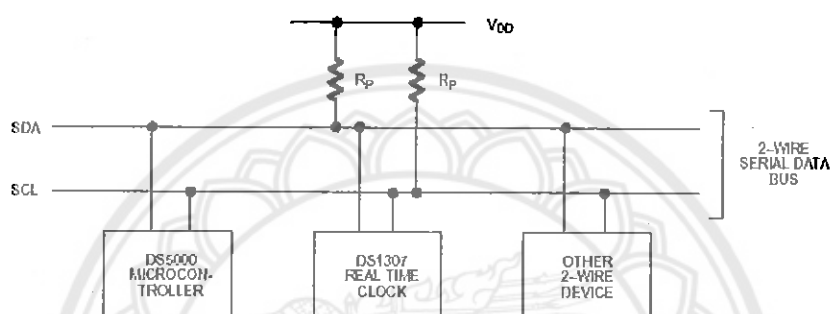 VDD
RP
RP
SDA
2-WIRE
SERIAL DATA
BUS
SCL
DS5000
MICROCON-
TROLLER
DS1307
REAL TIME
CLOCK
OTHER
2-WIRE
DEVICE